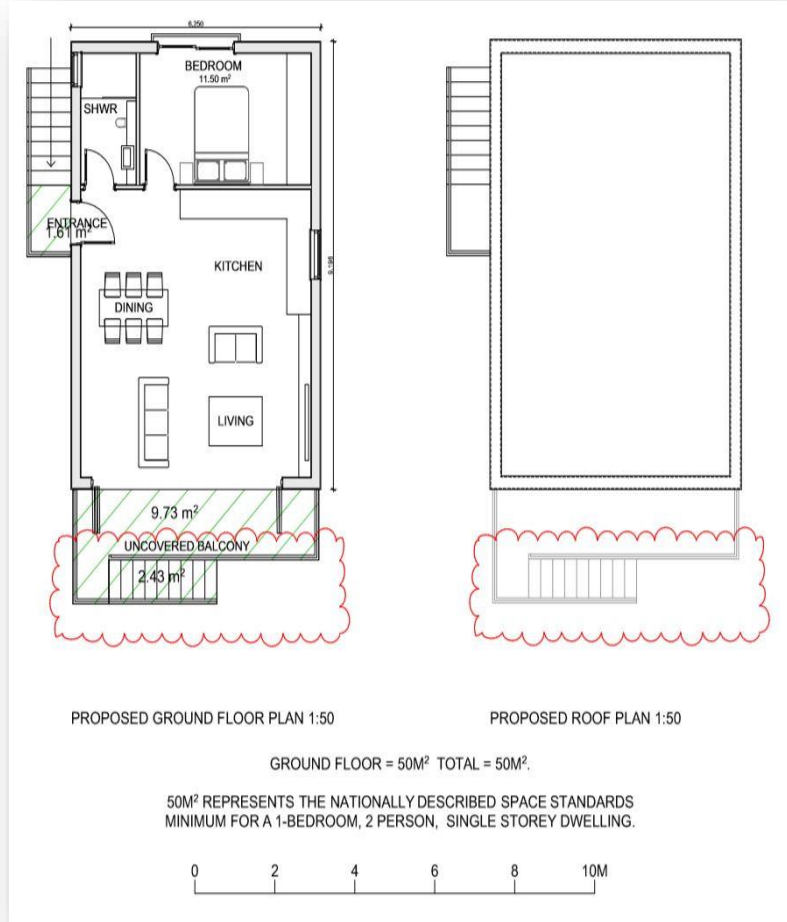 6,250
BEDROOM
11.50 m²
SHWR
ENTRANCE
1.61 m²
KITCHEN
DINING
LIVING
9.73 m²
UNCOVERED BALCONY
2.43 m²
PROPOSED GROUND FLOOR PLAN 1:50
PROPOSED ROOF PLAN 1:50
GROUND FLOOR = 50M² TOTAL = 50M².
50M² REPRESENTS THE NATIONALLY DESCRIBED SPACE STANDARDS
MINIMUM FOR A 1-BEDROOM, 2 PERSON, SINGLE STOREY DWELLING.
0 2 4 6 8 10M